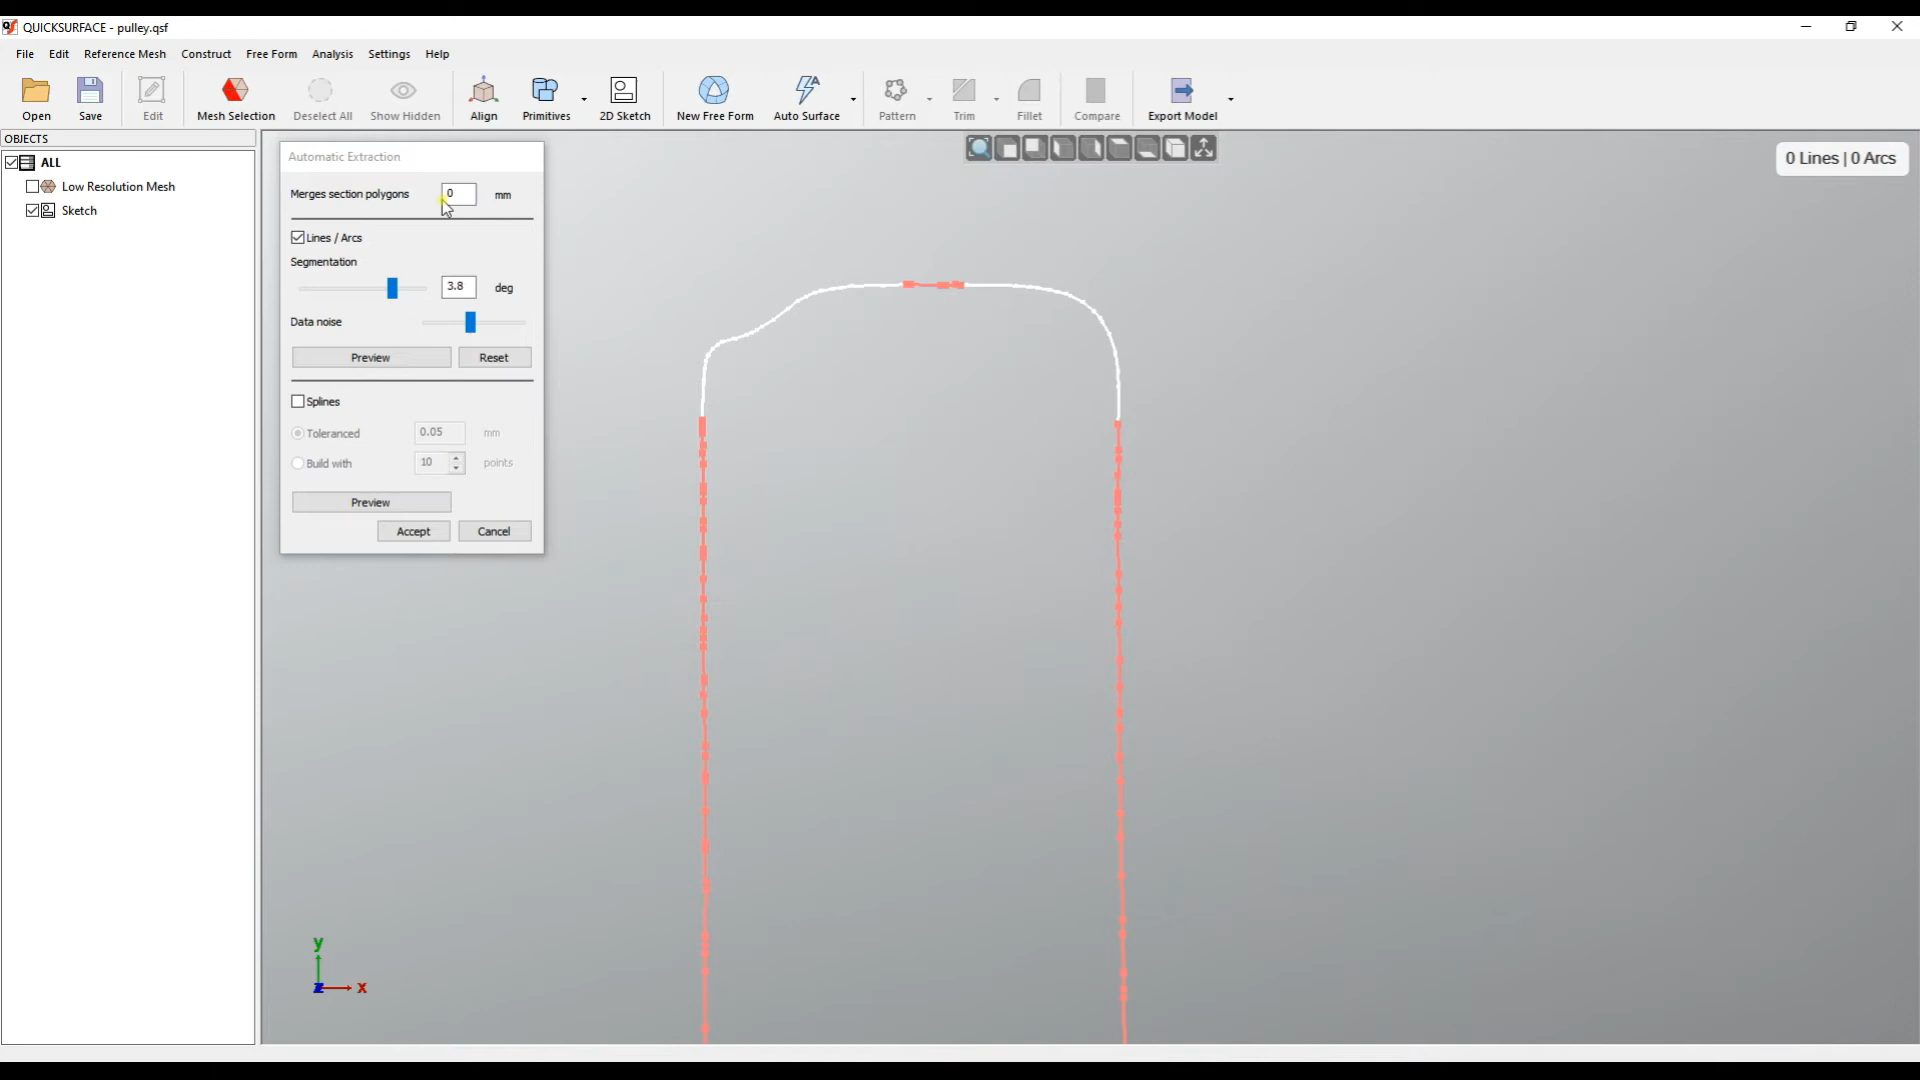 QUICKSURFACE - pulley.qsf
File Edit Reference Mesh Construct Free Form Analysis Settings Help
Open Save Edit Mesh Selection Deselect All Show Hidden Align Primitives 2D Sketch New Free Form Auto Surface Pattern Trim Fillet Compare Export Model
OBJECTS
ALL
Low Resolution Mesh
Sketch
Automatic Extraction
Merges section polygons 0 mm
Lines / Arcs
Segmentation
3.8 deg
Data noise
Preview Reset
Splines
Toleranced 0.05 mm
Build with 10 points
Preview
Accept Cancel
0 Lines | 0 Arcs
y
z x